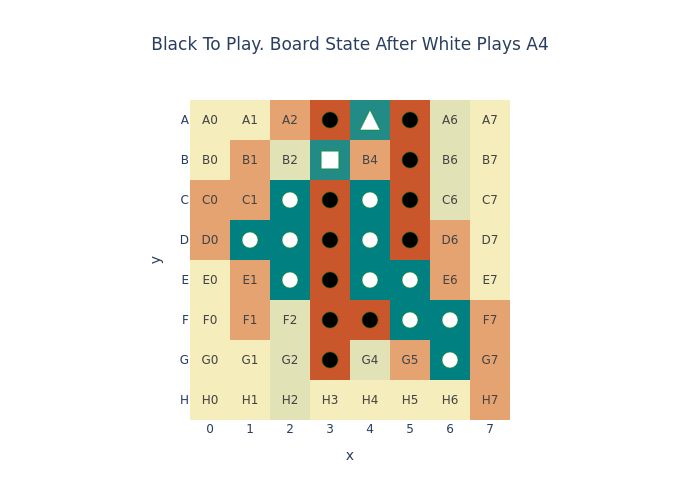 Black To Play. Board State After White Plays A4
A A0 A1 A2 A6 A7
B B0 B1 B2 B4 B6 B7
C C0 C1 C6 C7
D D0 D6 D7
E E0 E1 E6 E7
F F0 F1 F2 F7
G G0 G1 G2 G4 G5 G7
H H0 H1 H2 H3 H4 H5 H6 H7
0 1 2 3 4 5 6 7
x
y